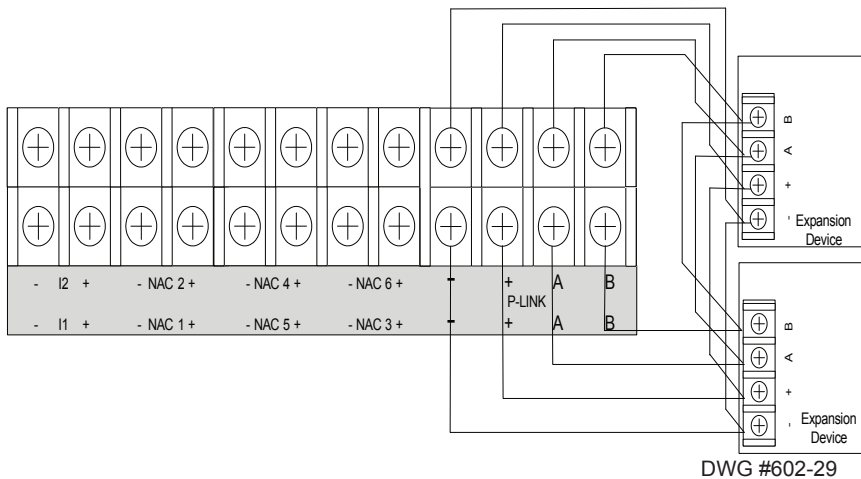 B
A
+
-
Expansion
Device
- I2 + - NAC 2 + - NAC 4 + - NAC 6 + - + A B
P-LINK
- I1 + - NAC 1 + - NAC 5 + - NAC 3 + - + A B
B
A
+
-
Expansion
Device
DWG #602-29